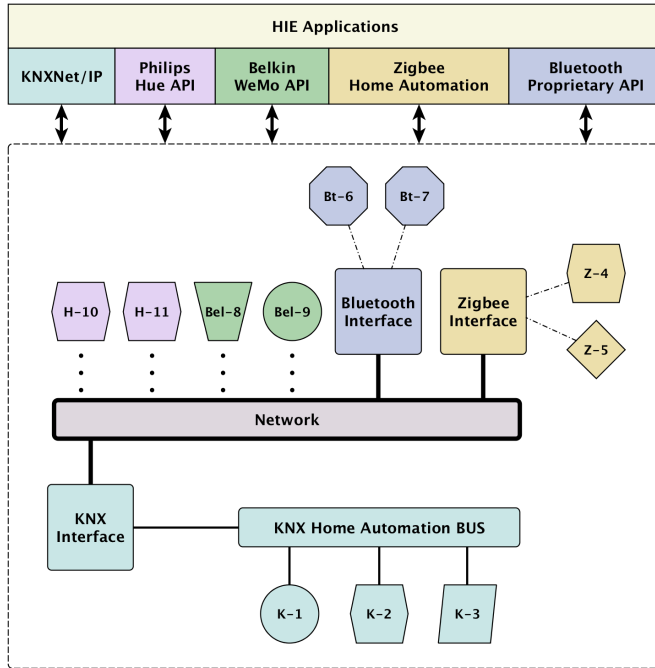 HIE Applications
KNXNet/IP
Philips
Hue API
Belkin
WeMo API
Zigbee
Home Automation
Bluetooth
Proprietary API
Bt-6
Bt-7
H-10
H-11
Bel-8
Bel-9
Bluetooth
Interface
Zigbee
Interface
Z-4
Z-5
Network
KNX
Interface
KNX Home Automation BUS
K-1
K-2
K-3